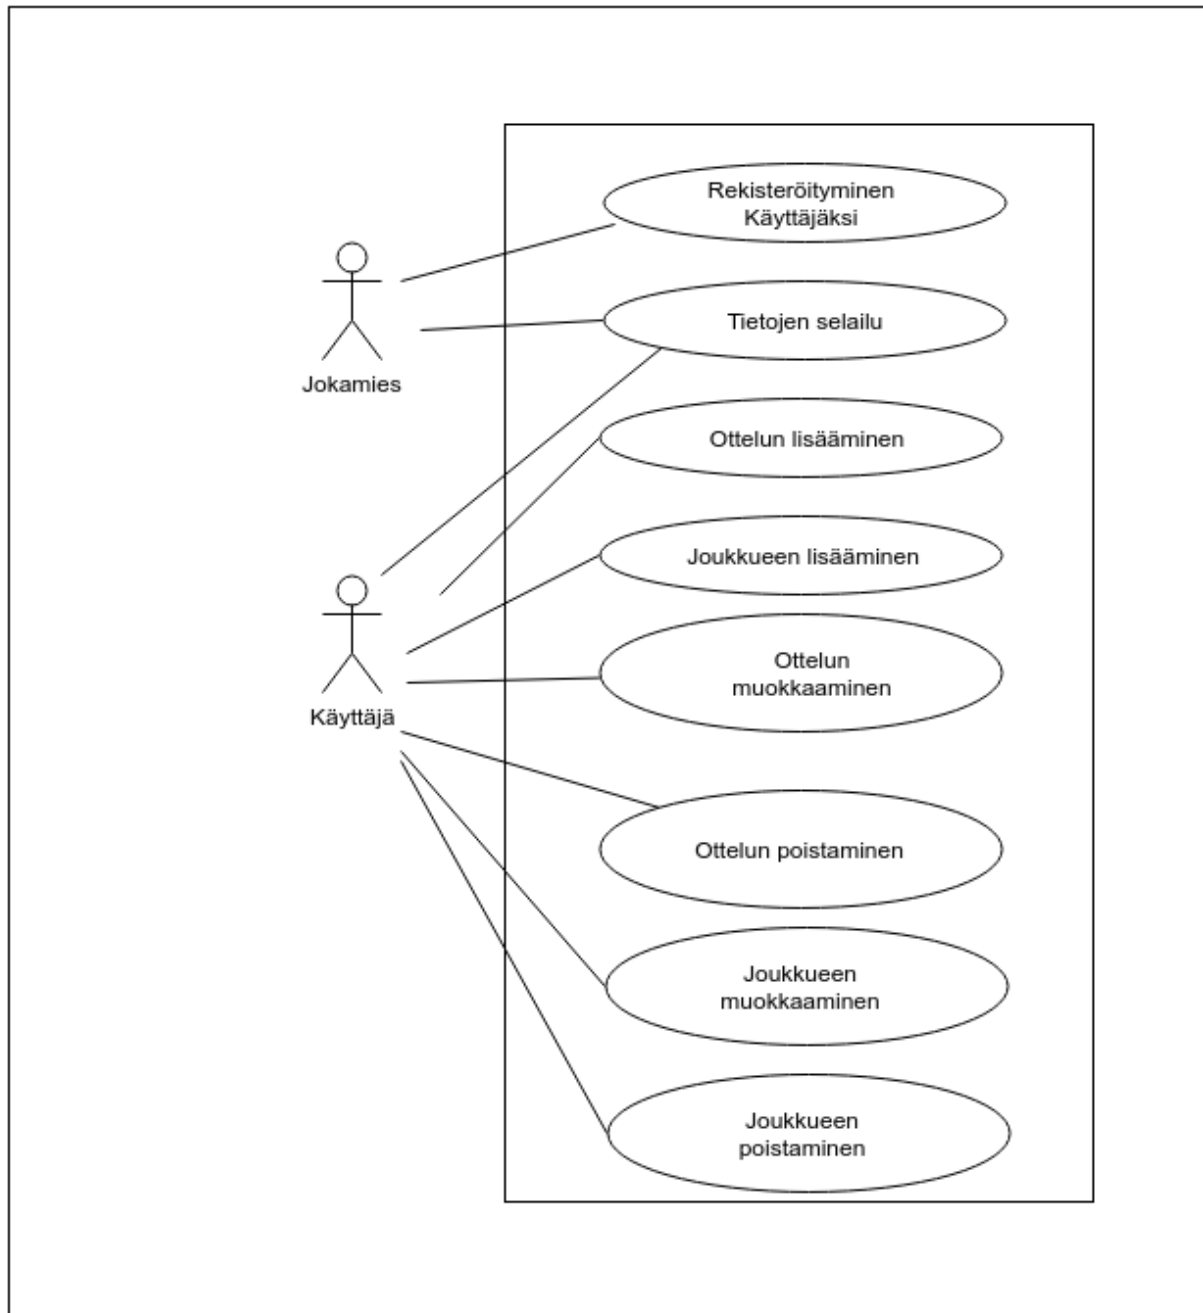 Rekisteröityminen
Käyttäjäksi
Jokamies
Tietojen selailu
Ottelun lisääminen
Joukkueen lisääminen
Ottelun
muokkaaminen
Käyttäjä
Ottelun poistaminen
Joukkueen
muokkaaminen
Joukkueen
poistaminen